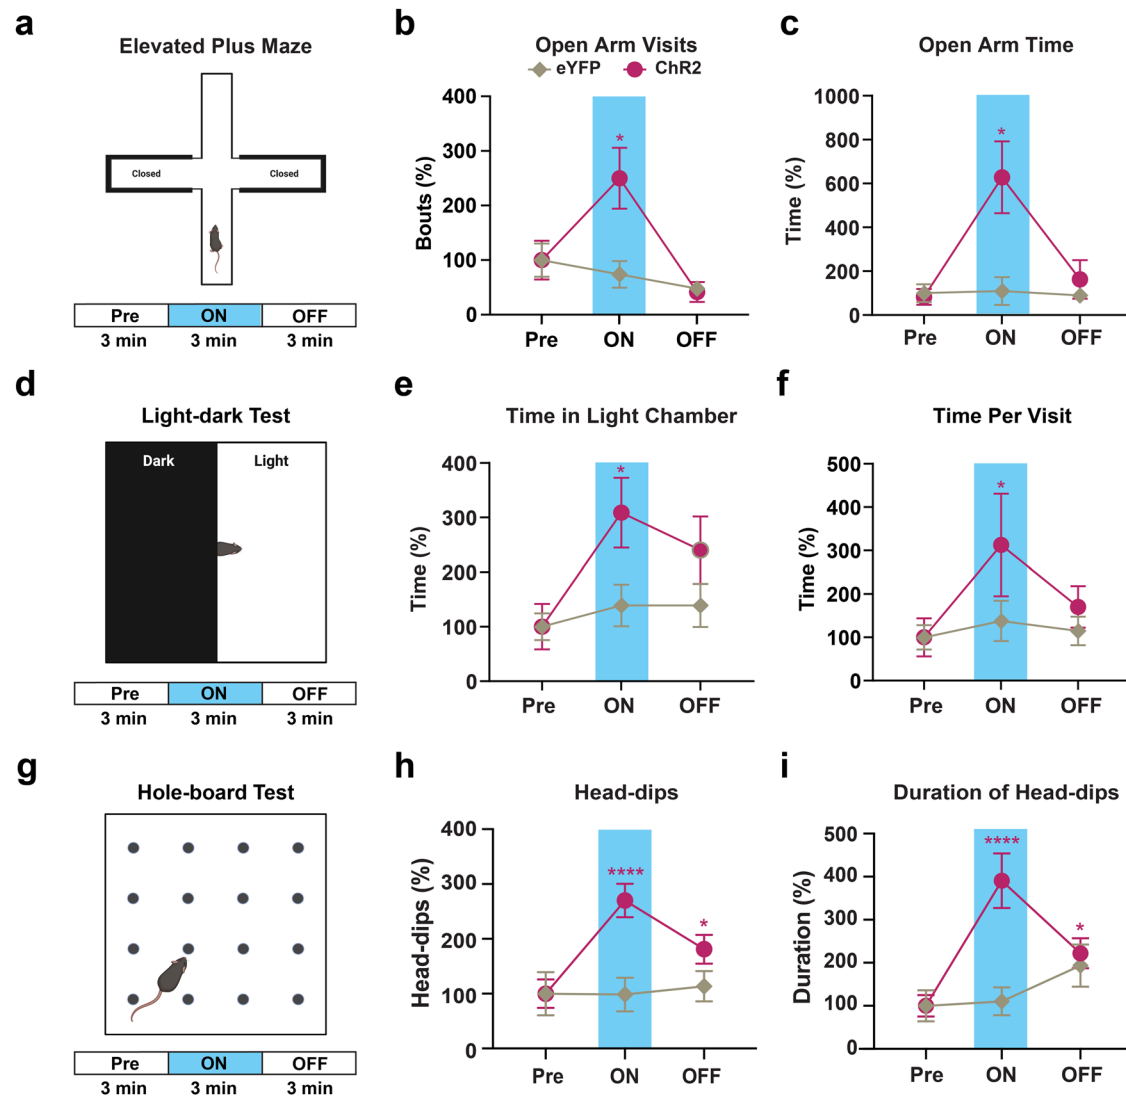 a
Elevated Plus Maze
Closed
Closed
Pre
ON
OFF
3 min
3 min
3 min
b
Open Arm Visits
eYFP
ChR2
Bouts (%)
400
300
200
100
0
*
Pre
ON
OFF
c
Open Arm Time
Time (%)
1000
800
600
400
200
0
*
Pre
ON
OFF
d
Light-dark Test
Dark
Light
Pre
ON
OFF
3 min
3 min
3 min
e
Time in Light Chamber
Time (%)
400
300
200
100
0
*
Pre
ON
OFF
f
Time Per Visit
Time (%)
500
400
300
200
100
0
*
Pre
ON
OFF
g
Hole-board Test
Pre
ON
OFF
3 min
3 min
3 min
h
Head-dips
Head-dips (%)
400
300
200
100
0
****
*
Pre
ON
OFF
i
Duration of Head-dips
Duration (%)
500
400
300
200
100
0
****
*
Pre
ON
OFF